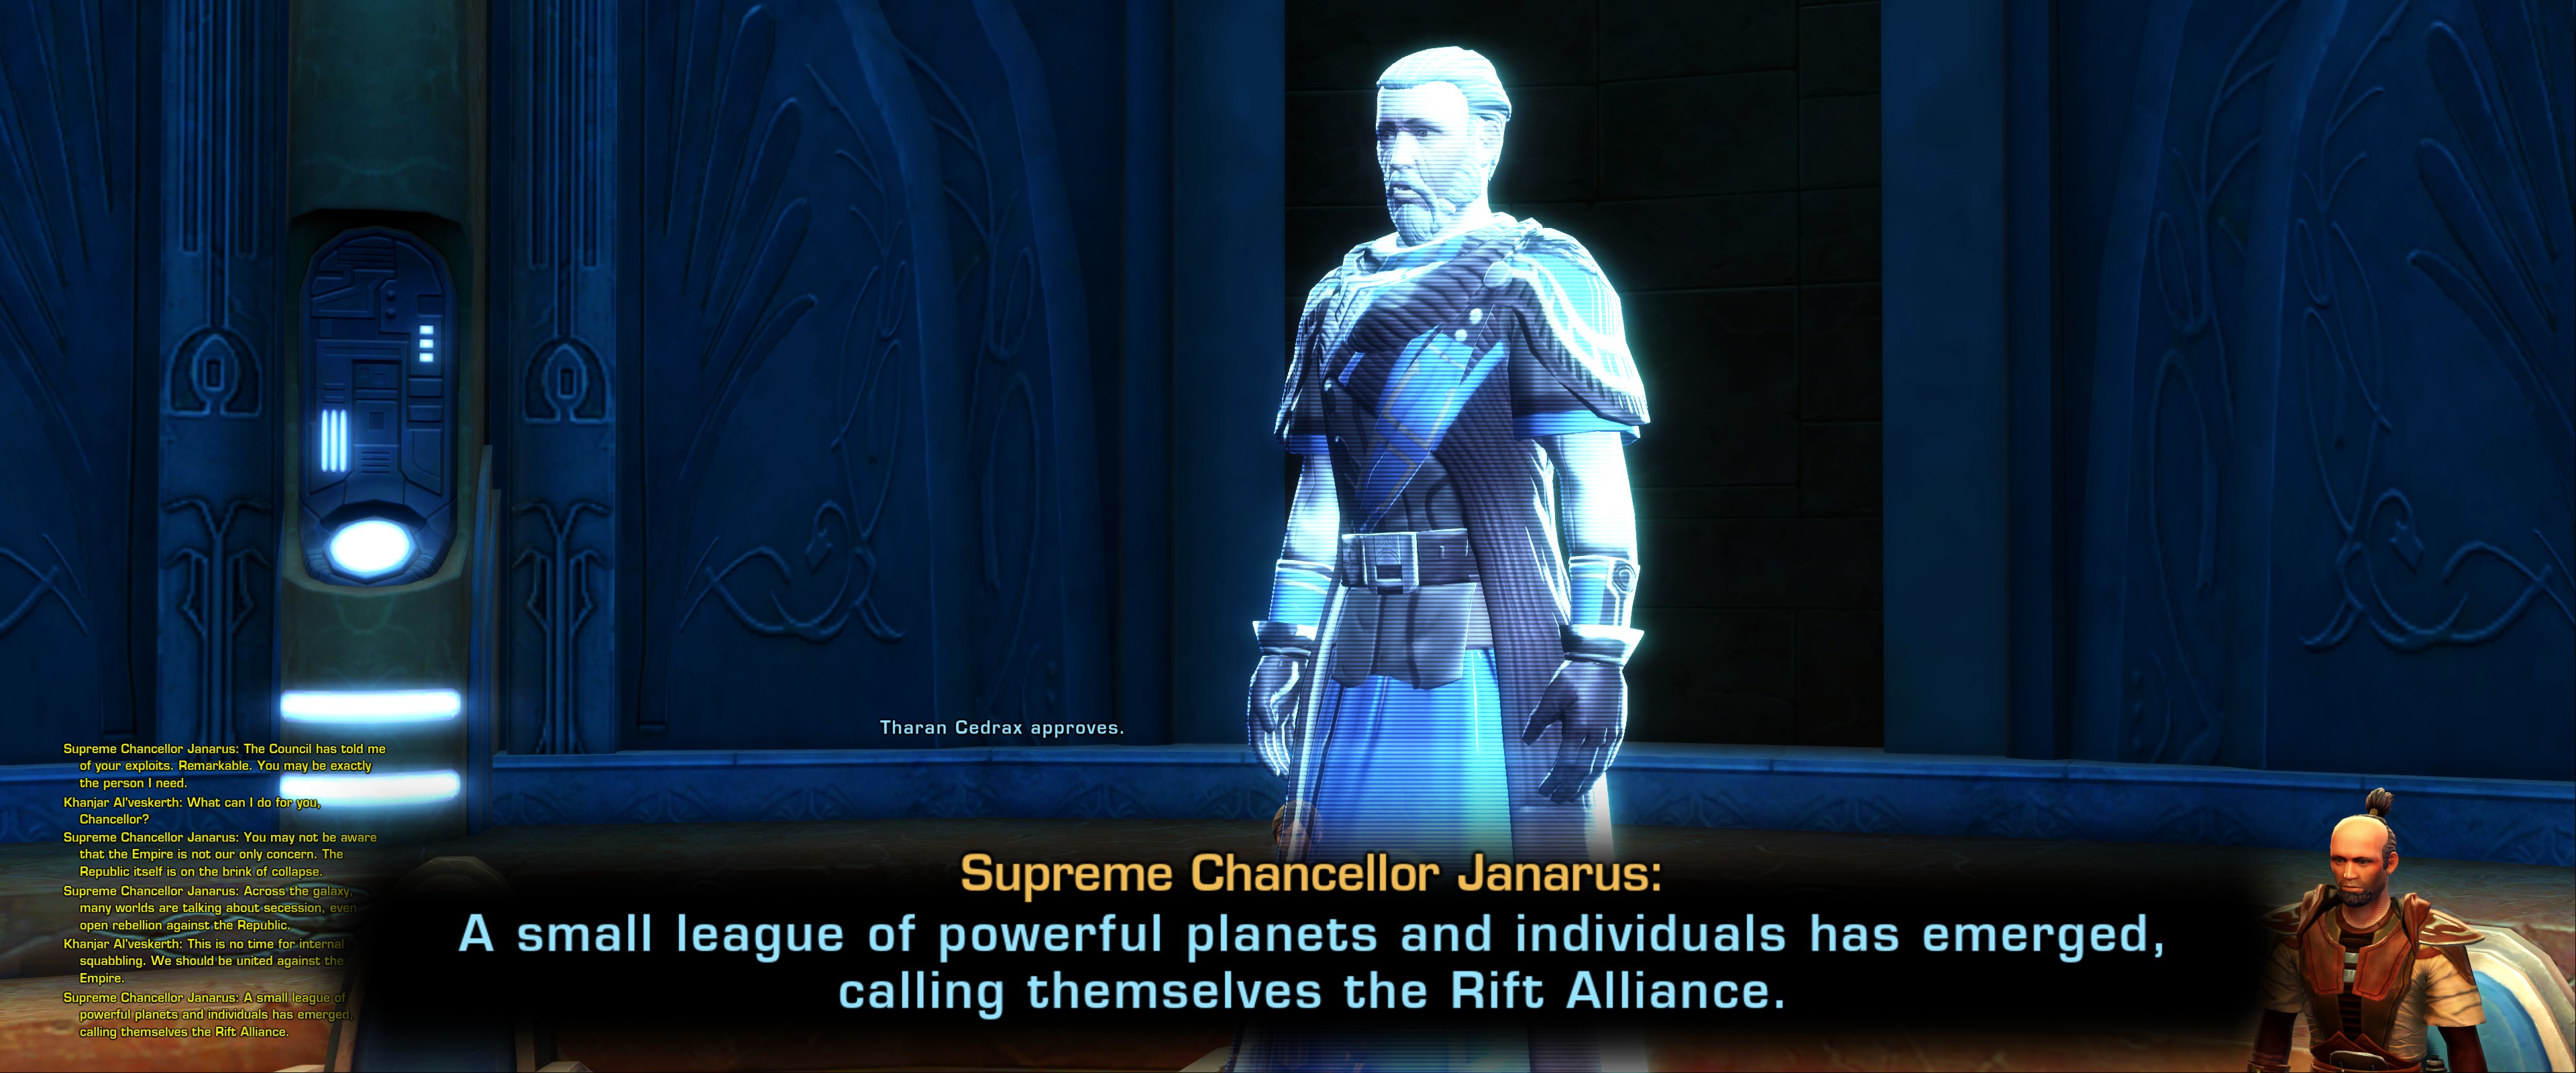 Tharan Cedrax approves.
Supreme Chancellor Janarus: The Council has told me
of your exploits. Remarkable. You may be exactly
the person I need.
Khanjar Al'veskerth: What can I do for you,
Chancellor?
Supreme Chancellor Janarus: You may not be aware
that the Empire is not our only concern. The
Republic itself is on the brink of collapse.
Supreme Chancellor Janarus: Across the galaxy,
many worlds are talking about secession, even
open rebellion against the Republic.
Khanjar Al'veskerth: This is no time for internal
squabbling. We should be united against the
Empire.
Supreme Chancellor Janarus: A small league of
powerful planets and individuals has emerged,
calling themselves the Rift Alliance.
Supreme Chancellor Janarus:
A small league of powerful planets and individuals has emerged,
calling themselves the Rift Alliance.